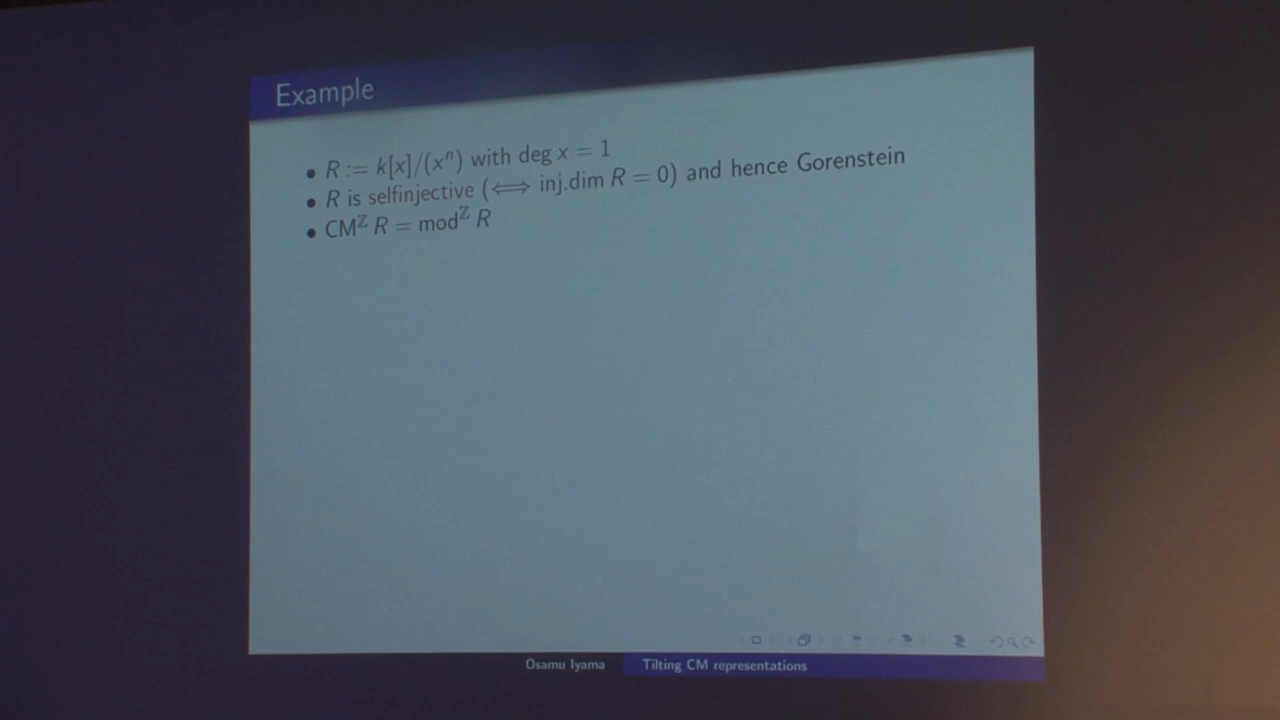 Example
• R := k[x]/(xⁿ) with deg x = 1
• R is selfinjective (⟺ inj.dim R = 0) and hence Gorenstein
• CM^ℤ R = mod^ℤ R
Osamu Iyama Tilting CM representations